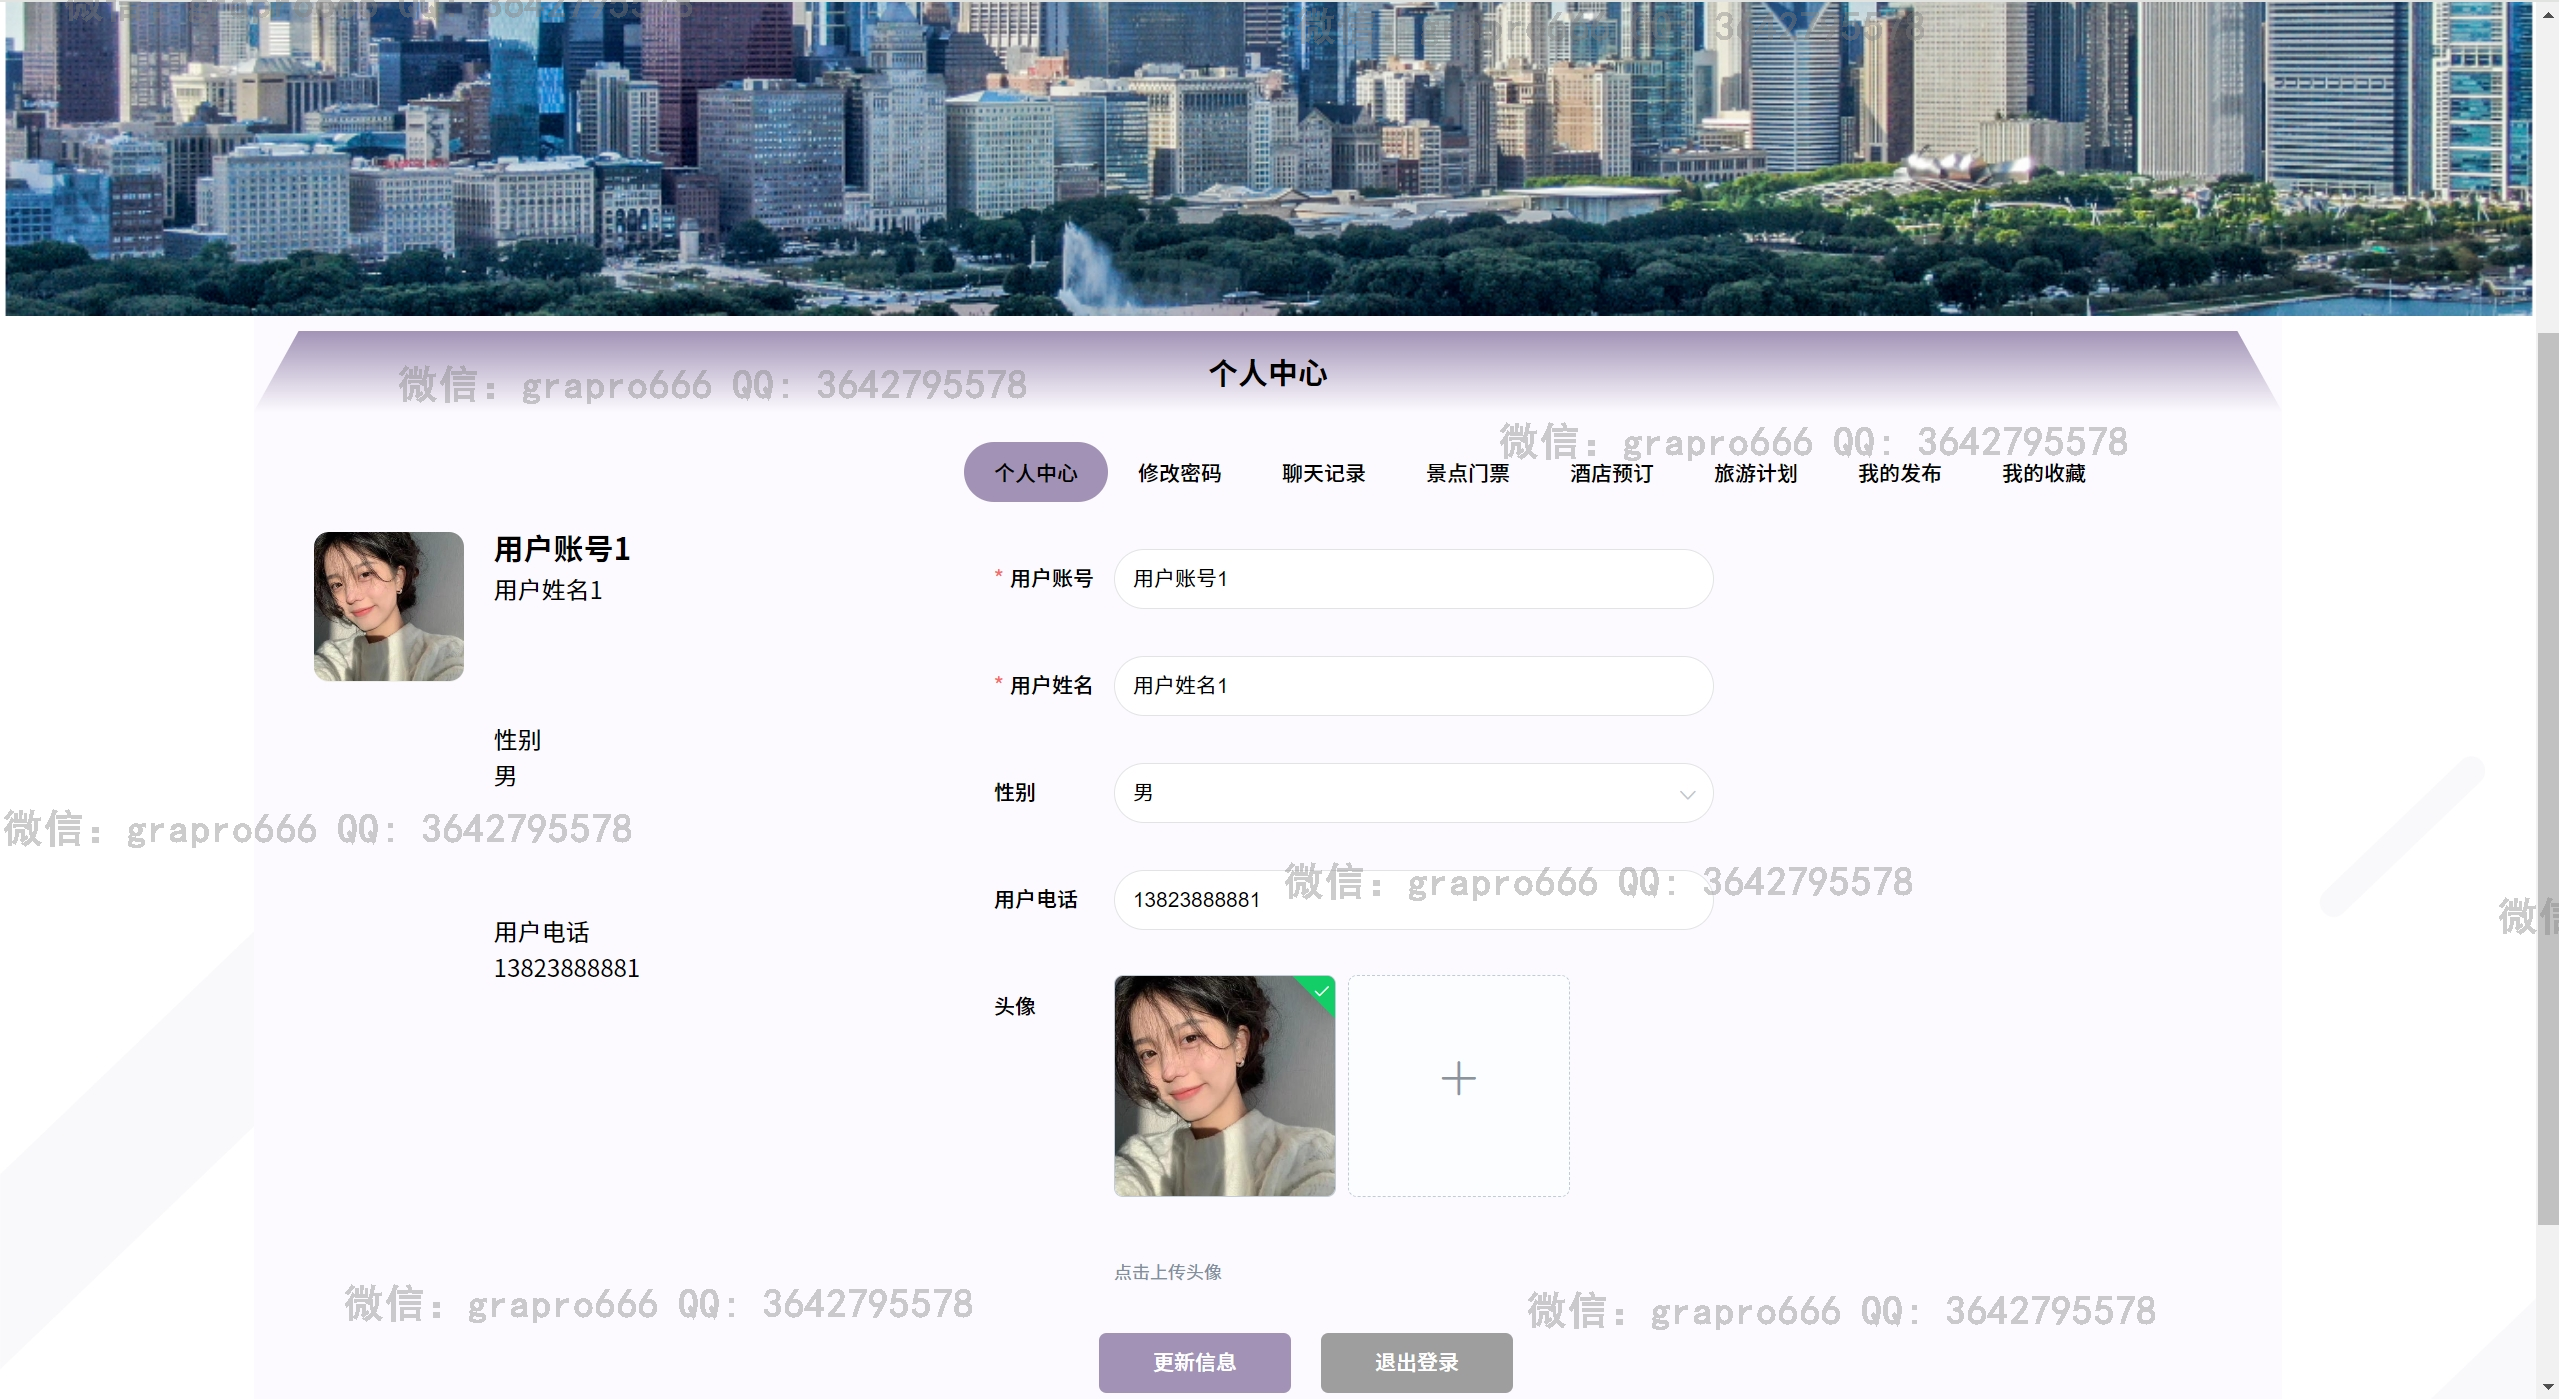 个人中心
微信: grapro666 QQ: 3642795578
微信: grapro666 QQ: 3642795578
个人中心
修改密码
聊天记录
景点门票
酒店预订
旅游计划
我的发布
我的收藏
用户账号1
用户姓名1
* 用户账号
用户账号1
* 用户姓名
用户姓名1
性别
男
性别
男
微信: grapro666 QQ: 3642795578
用户电话
13823888881
微信: grapro666 QQ: 3642795578
微信
用户电话
13823888881
头像
点击上传头像
微信: grapro666 QQ: 3642795578
微信: grapro666 QQ: 3642795578
更新信息
退出登录